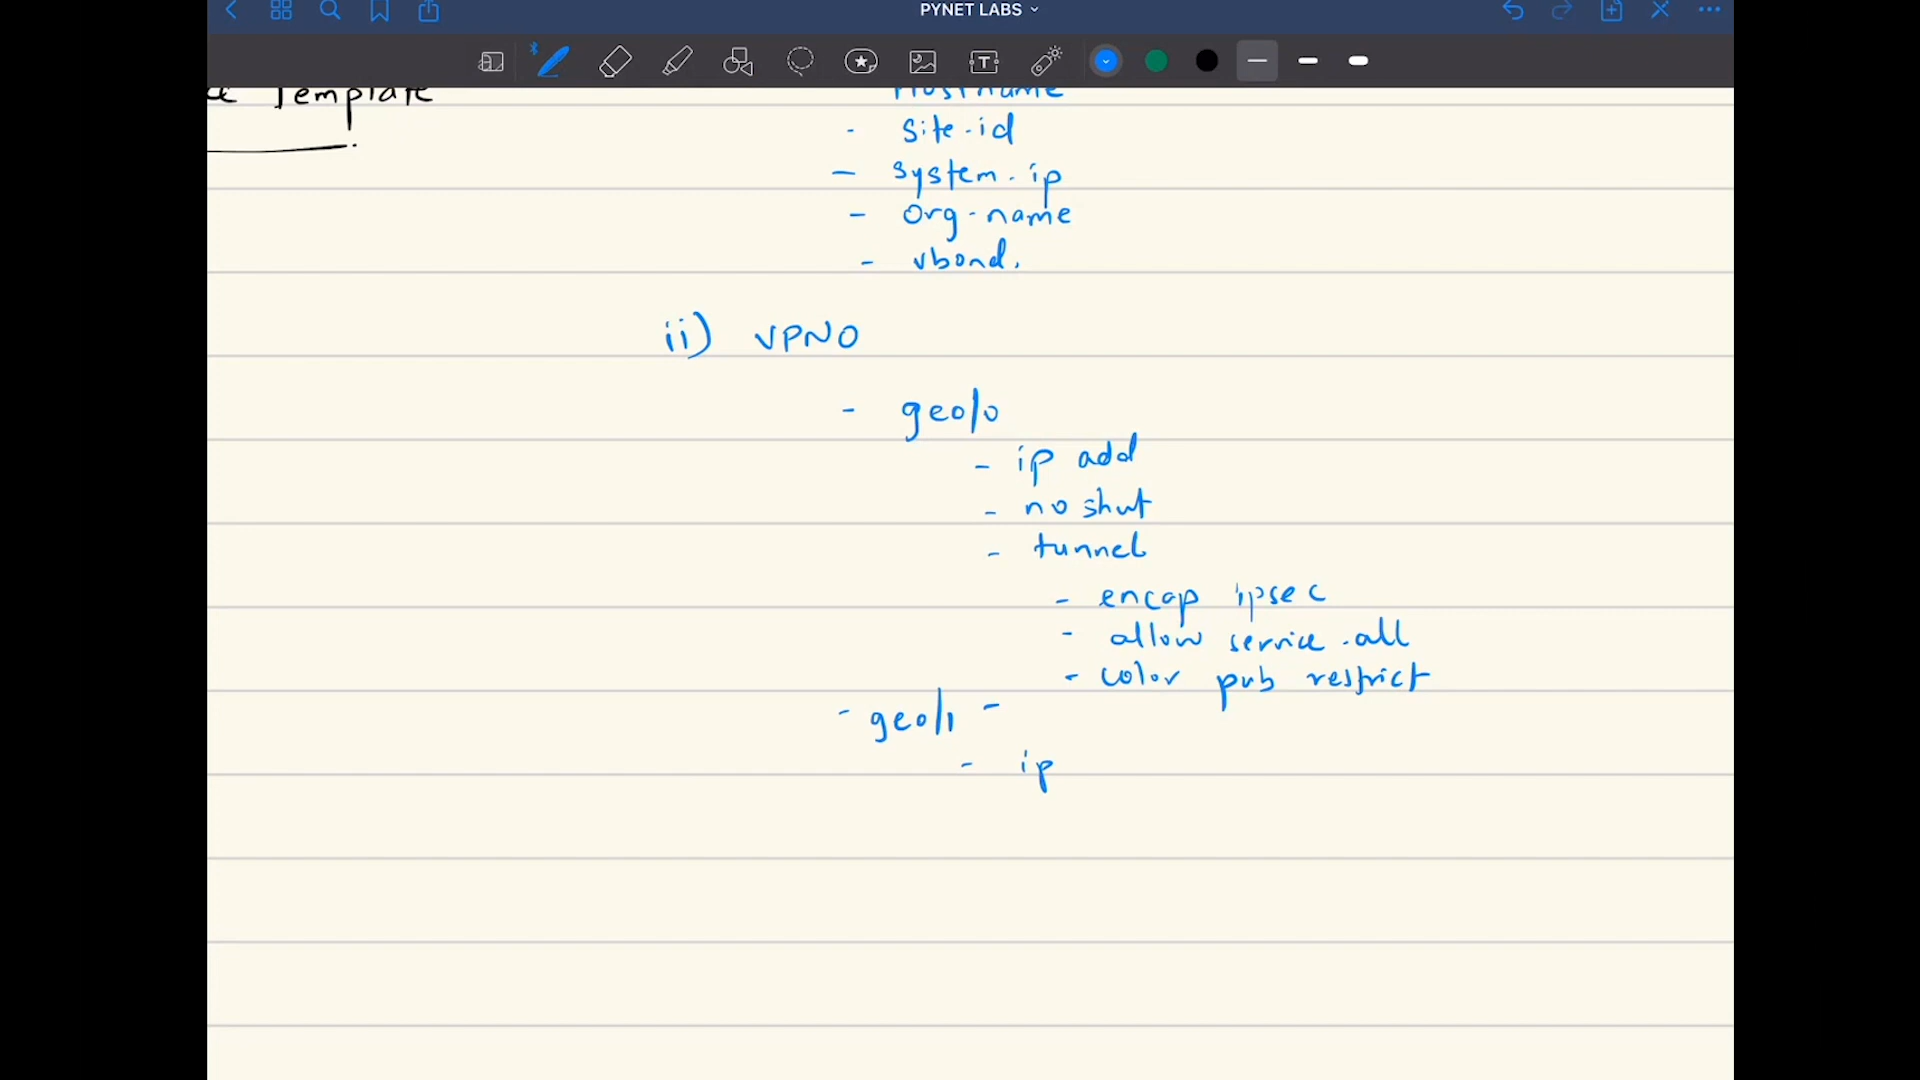 PYNET LABS
Template
Hostname
- Site-id
- system-ip
- Org-name
- vbond.
ii) VPN0
- ge0/0
- ip add
- no shut
- tunnel
- encap ipsec
- allow service-all
- color pub restrict
- ge0/1 -
- ip